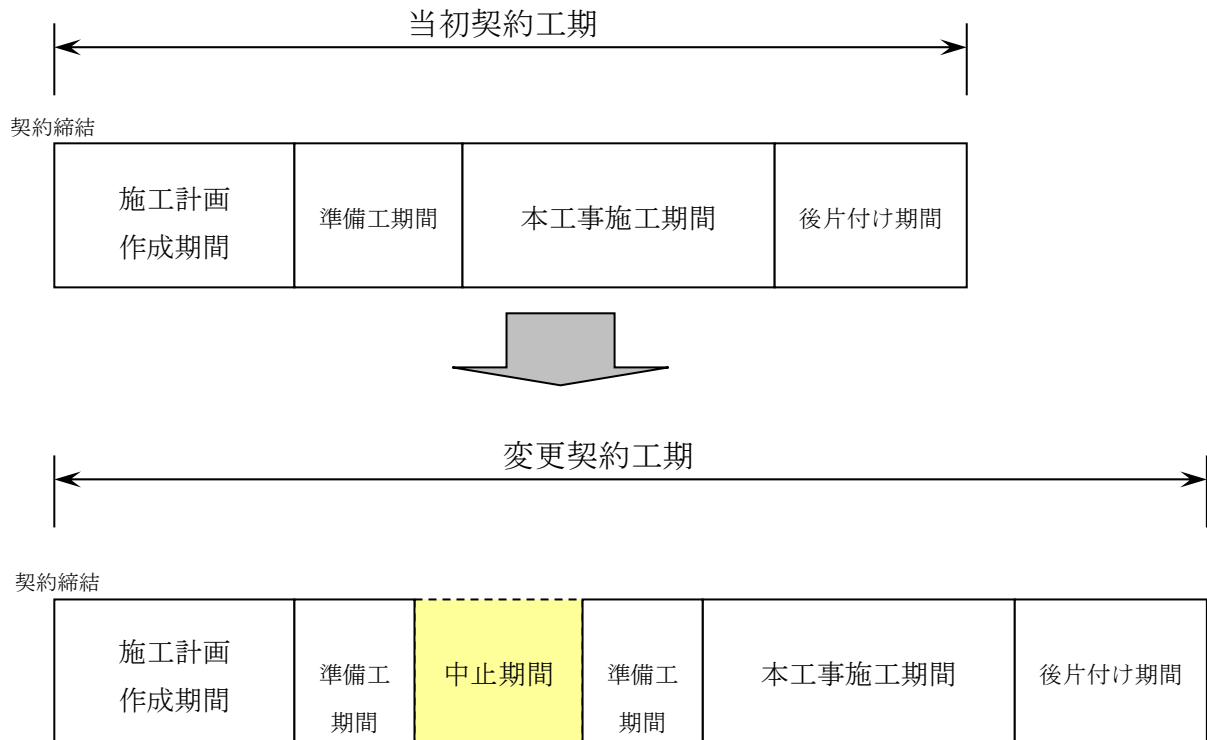 当初契約工期
契約締結
施工計画
作成期間
準備工期間
本工事施工期間
後片付け期間
変更契約工期
契約締結
施工計画
作成期間
準備工
期間
中止期間
準備工
期間
本工事施工期間
後片付け期間